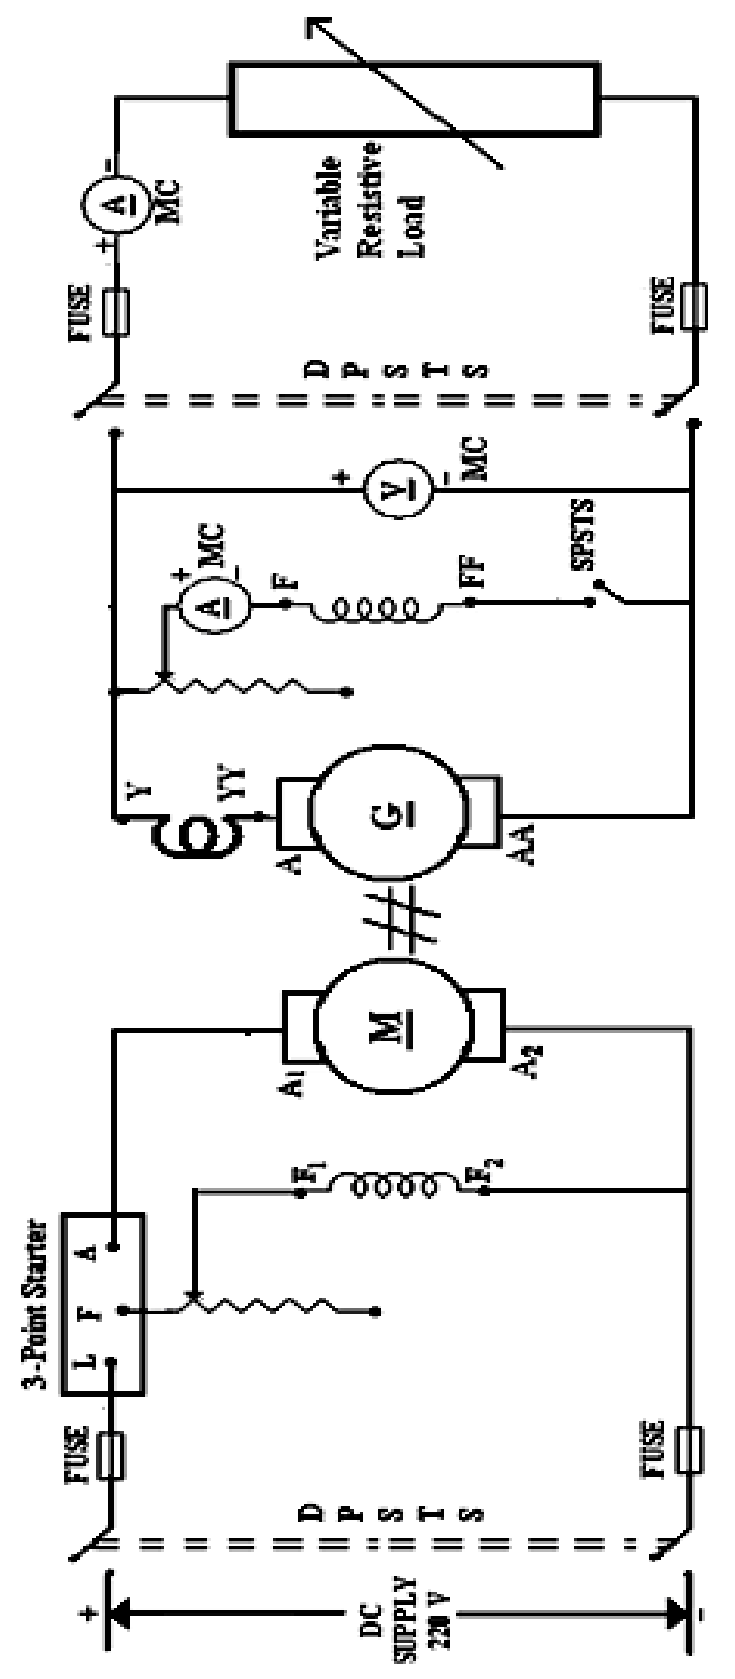 +
DC
SUPPLY
220 V
-
D P S T S
FUSE
FUSE
3-Point Starter
L F A
F1
F2
A1
M
A2
A
G
AA
Y
YY
+
A
-
MC
F
FF
SPSTS
+
V
-
MC
D P S T S
FUSE
FUSE
+
A
-
MC
Variable
Resistive
Load